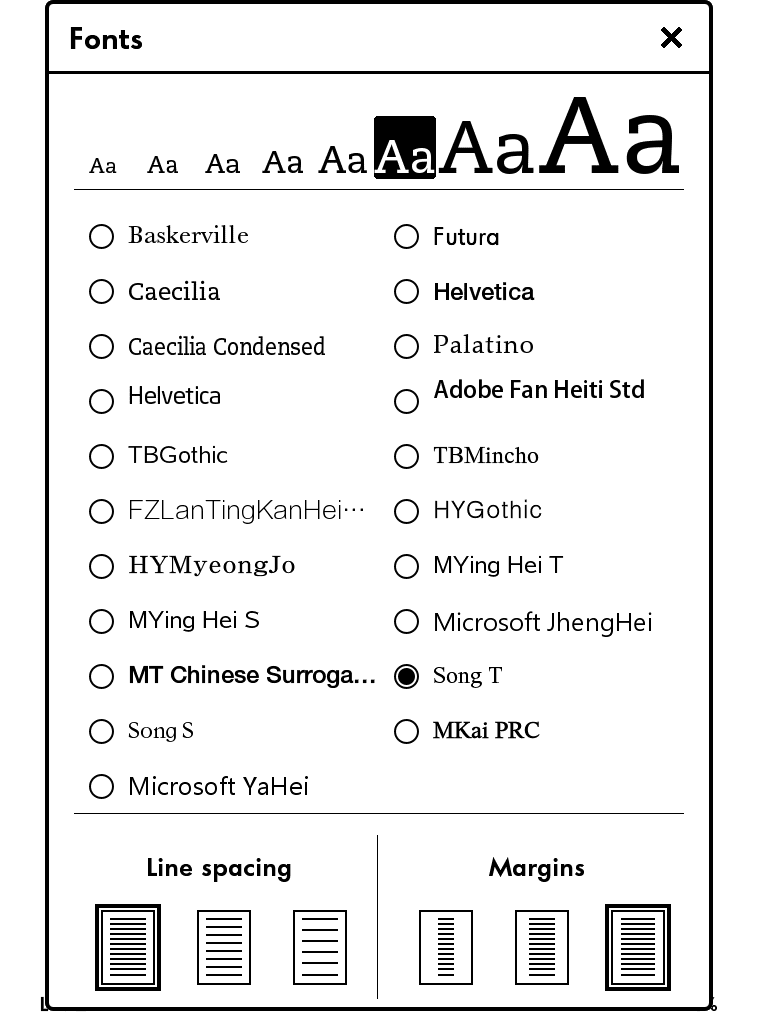 Fonts
Aa Aa Aa Aa Aa Aa Aa Aa
Baskerville
Futura
Caecilia
Helvetica
Caecilia Condensed
Palatino
Helvetica
Adobe Fan Heiti Std
TBGothic
TBMincho
FZLanTingKanHei…
HYGothic
HYMyeongJo
MYing Hei T
MYing Hei S
Microsoft JhengHei
MT Chinese Surroga...
Song T
Song S
MKai PRC
Microsoft YaHei
Line spacing
Margins